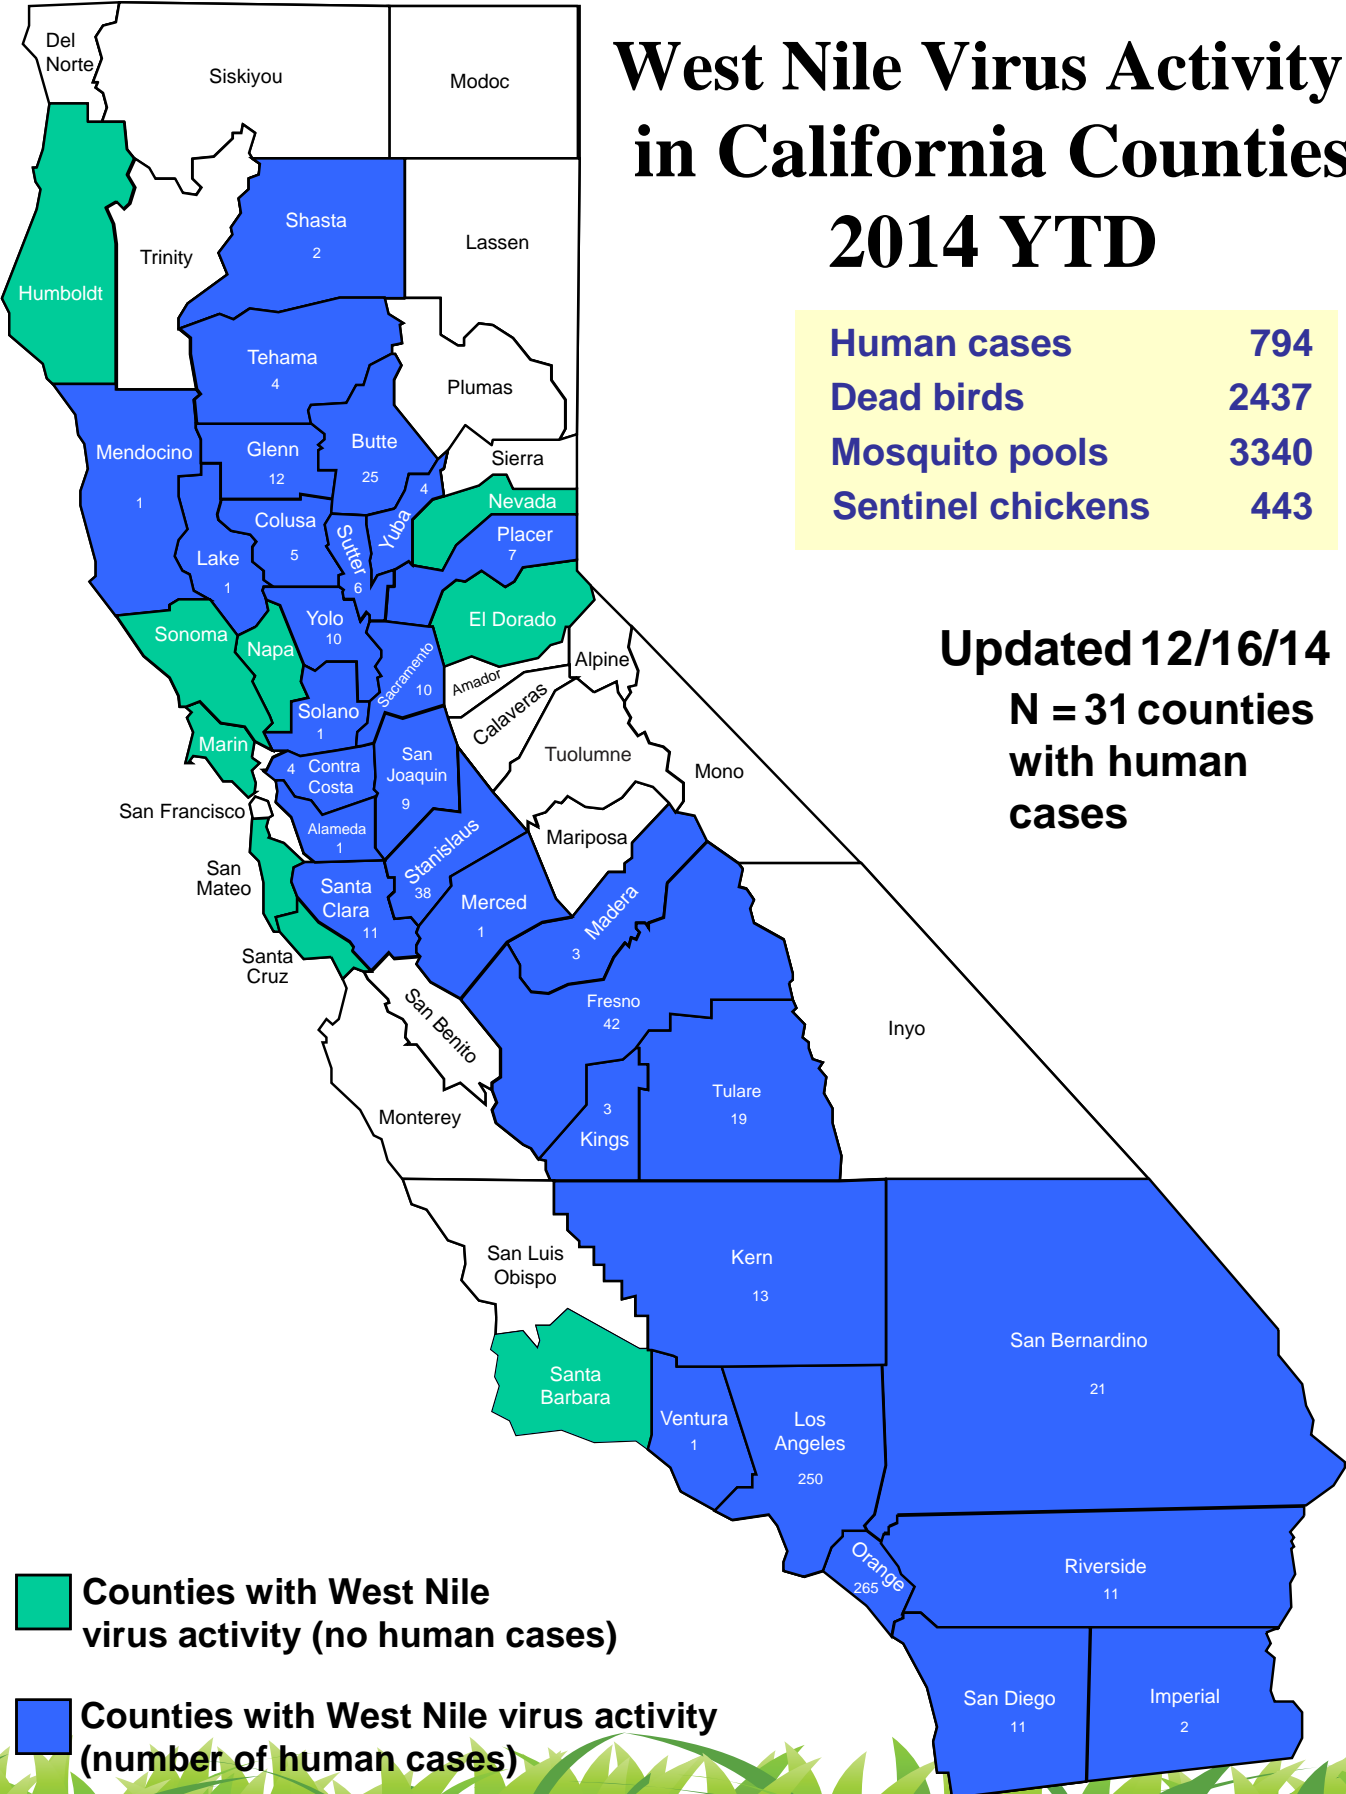 West Nile Virus Activity
in California Counties
2014 YTD
Human cases 794
Dead birds 2437
Mosquito pools 3340
Sentinel chickens 443
Updated 12/16/14
N = 31 counties
with human
cases
Del
Norte
Siskiyou
Modoc
Shasta
2
Lassen
Trinity
Humboldt
Tehama
4
Plumas
Mendocino
1
Glenn
12
Butte
25
Sierra
Yuba
4
Nevada
Colusa
5
Sutter
6
Placer
7
Lake
1
El Dorado
Sonoma
Napa
Yolo
10
Sacramento
10
Alpine
Amador
Calaveras
Solano
1
Marin
Tuolumne
Mono
4 Contra
Costa
San
Joaquin
9
San Francisco
Alameda
1
Stanislaus
38
Mariposa
San
Mateo
Santa
Clara
11
Merced
1
Madera
3
Santa
Cruz
San Benito
Fresno
42
Inyo
Monterey
3
Kings
Tulare
19
San Luis
Obispo
Kern
13
San Bernardino
21
Santa
Barbara
Ventura
1
Los
Angeles
250
Orange
265
Riverside
11
San Diego
11
Imperial
2
Counties with West Nile
virus activity (no human cases)
Counties with West Nile virus activity
(number of human cases)